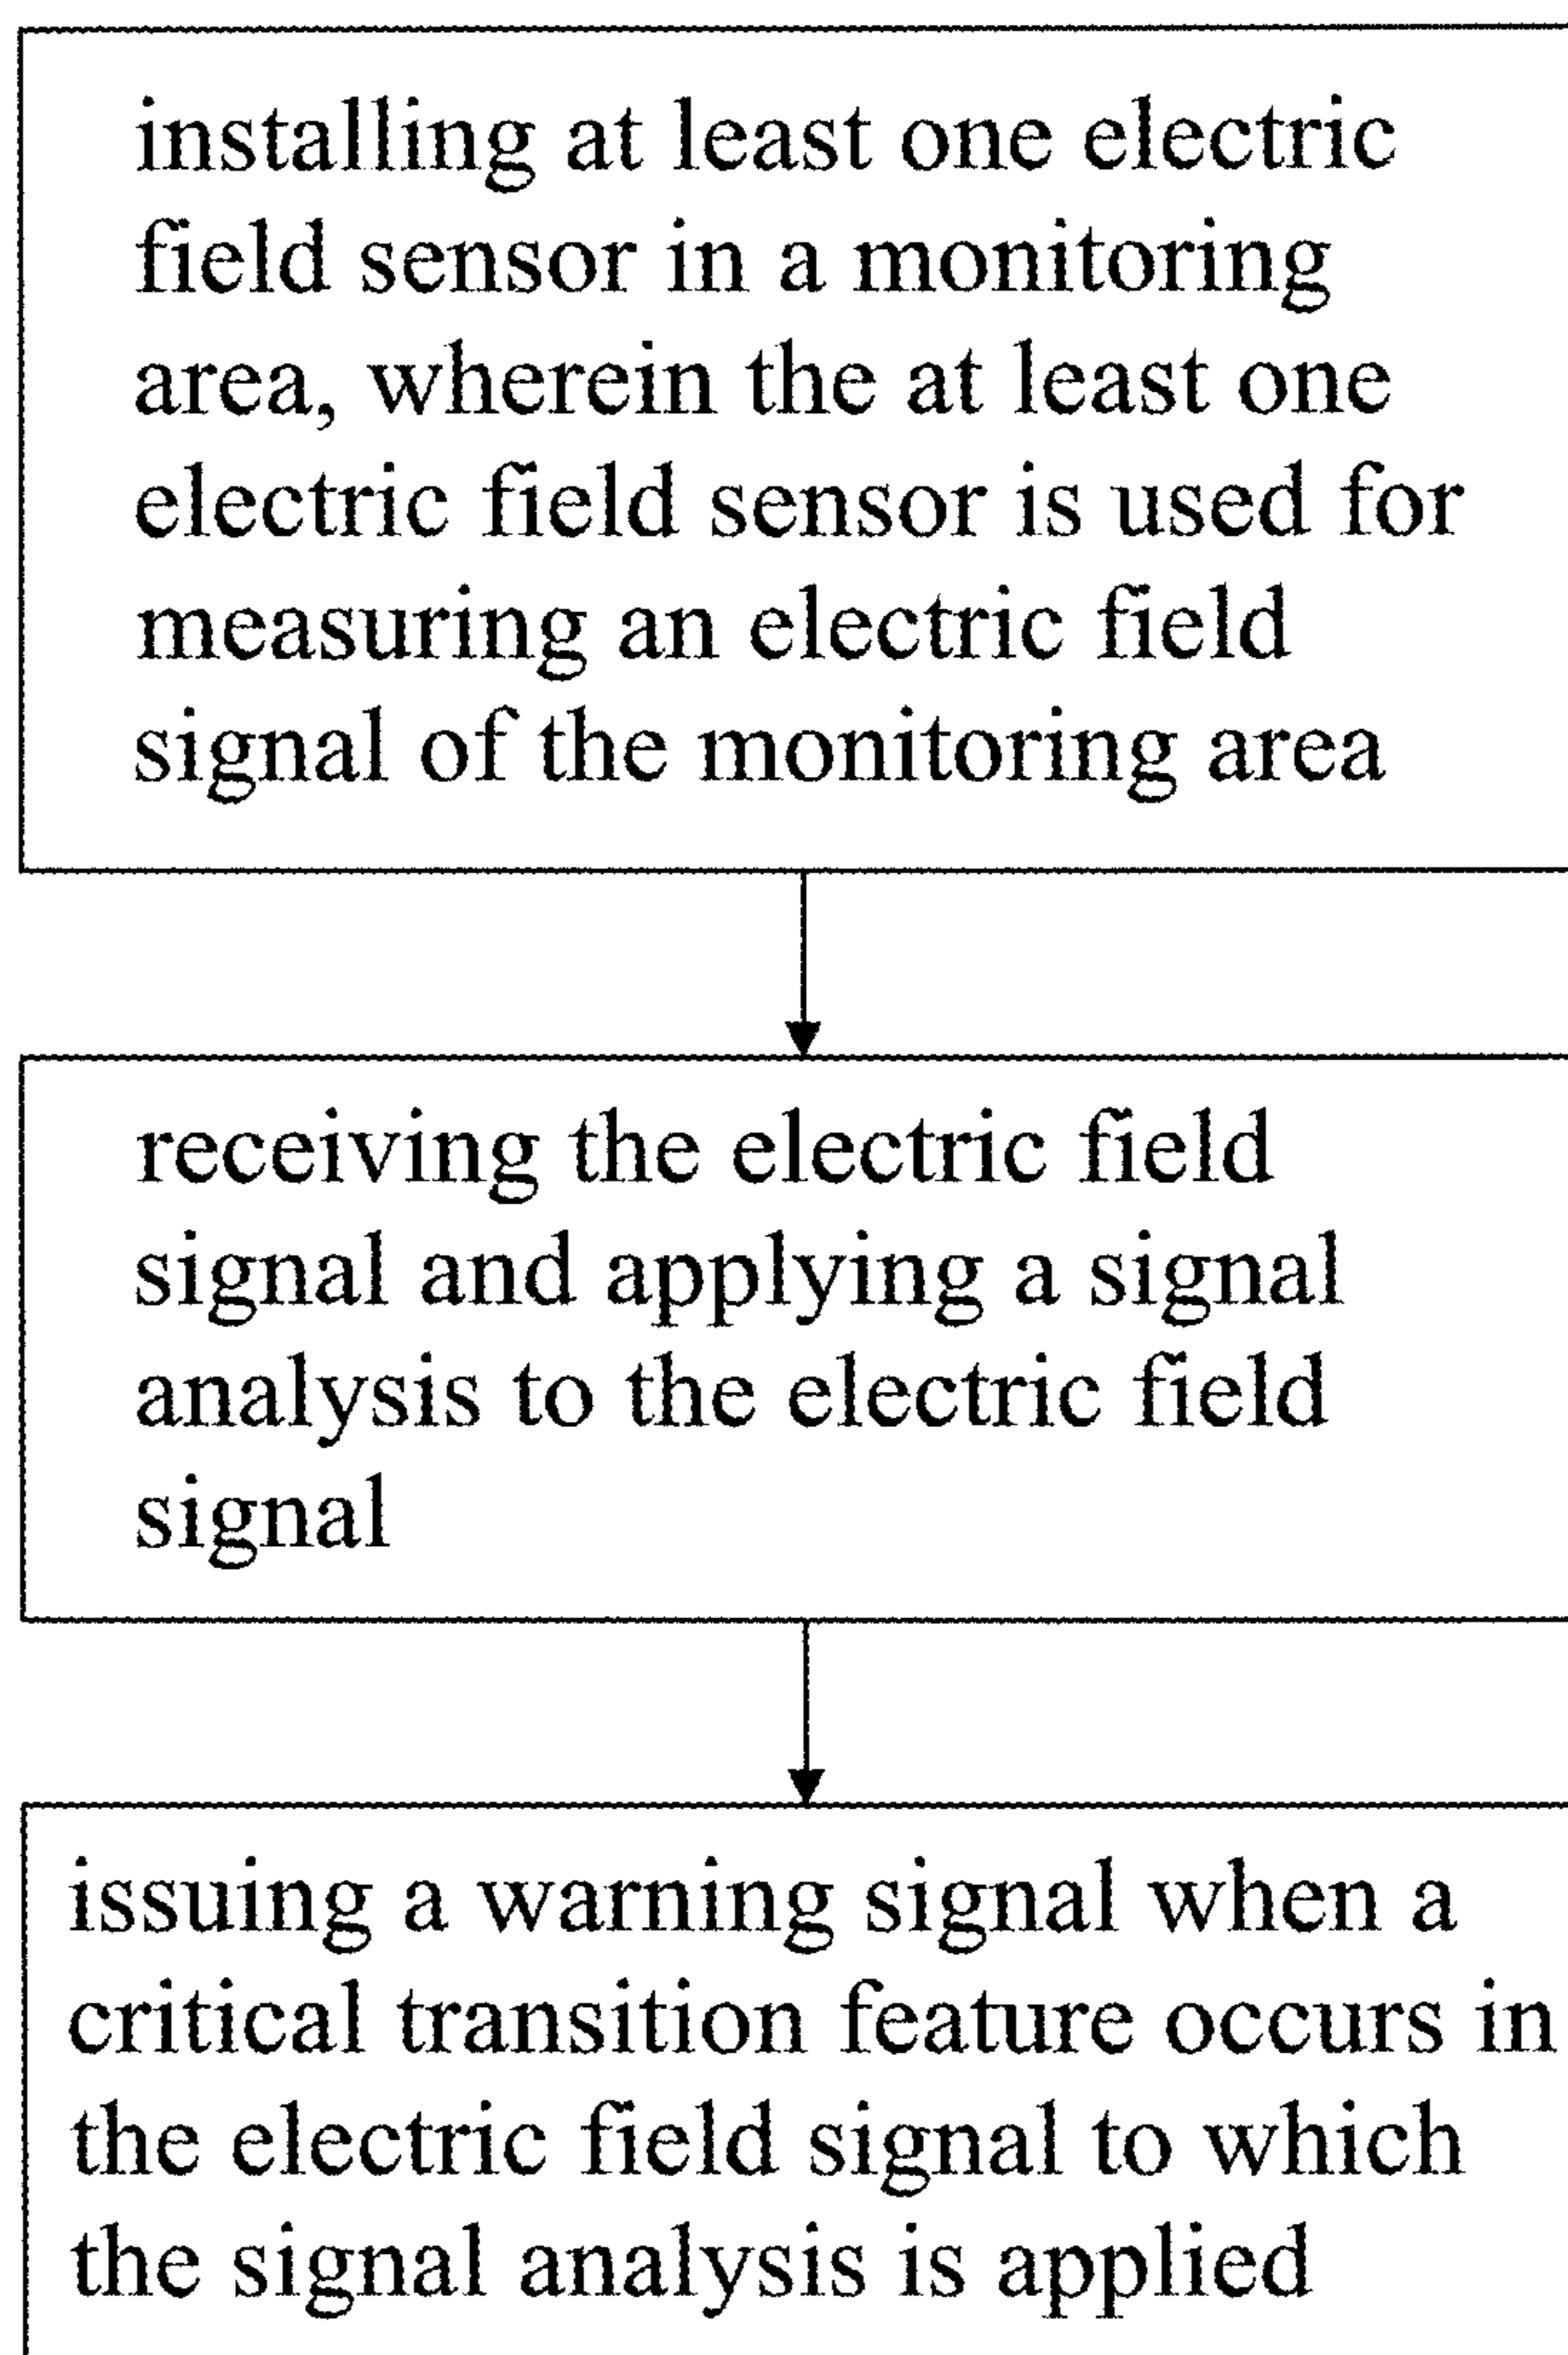 installing at least one electric
field sensor in a monitoring
area, wherein the at least one
electric field sensor is used for
measuring an electric field
signal of the monitoring area
receiving the electric field
signal and applying a signal
analysis to the electric field
signal
issuing a warning signal when a
critical transition feature occurs in
the electric field signal to which
the signal analysis is applied